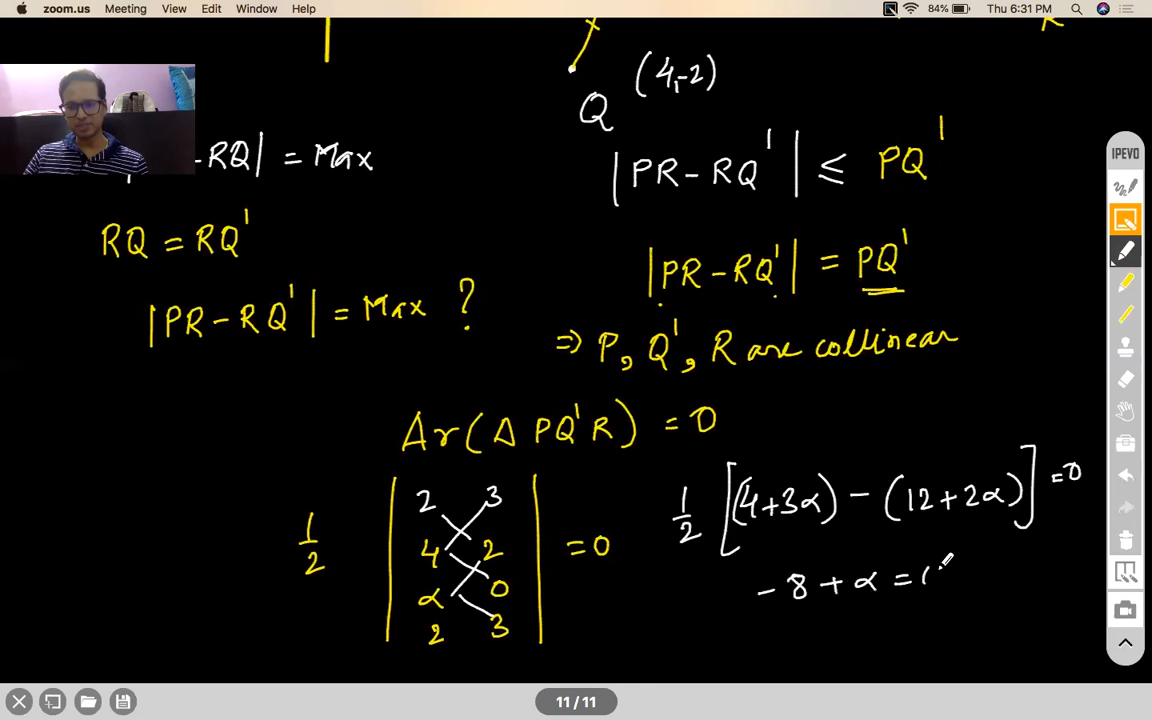 zoom.us Meeting View Edit Window Help 84% Thu 6:31 PM
R
Q (4,-2)
-RQ| = Max
|PR-RQ'| ≤ PQ'
RQ = RQ'
|PR-RQ'| = PQ'
|PR-RQ'| = Max ?
⇒ P, Q', R are collinear
Ar(Δ PQ'R) = 0
1/2 | 2 3
4 2
α 0
2 3 | = 0
1/2 [(4+3α) - (12+2α)] = 0
-8 + α = 0
IPEVO
11 / 11